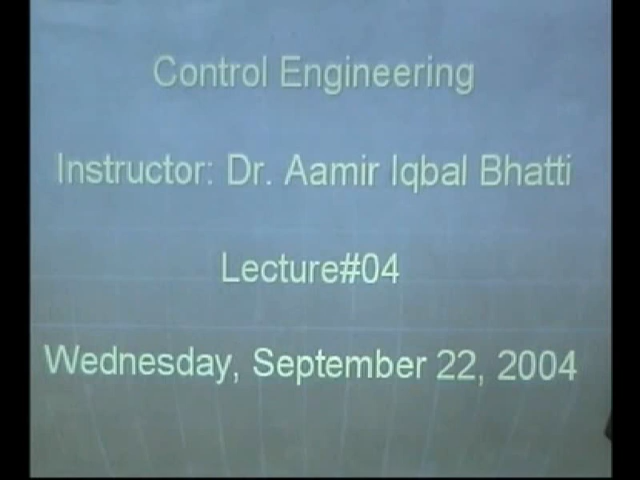 Control Engineering
Instructor: Dr. Aamir Iqbal Bhatti
Lecture#04
Wednesday, September 22, 2004